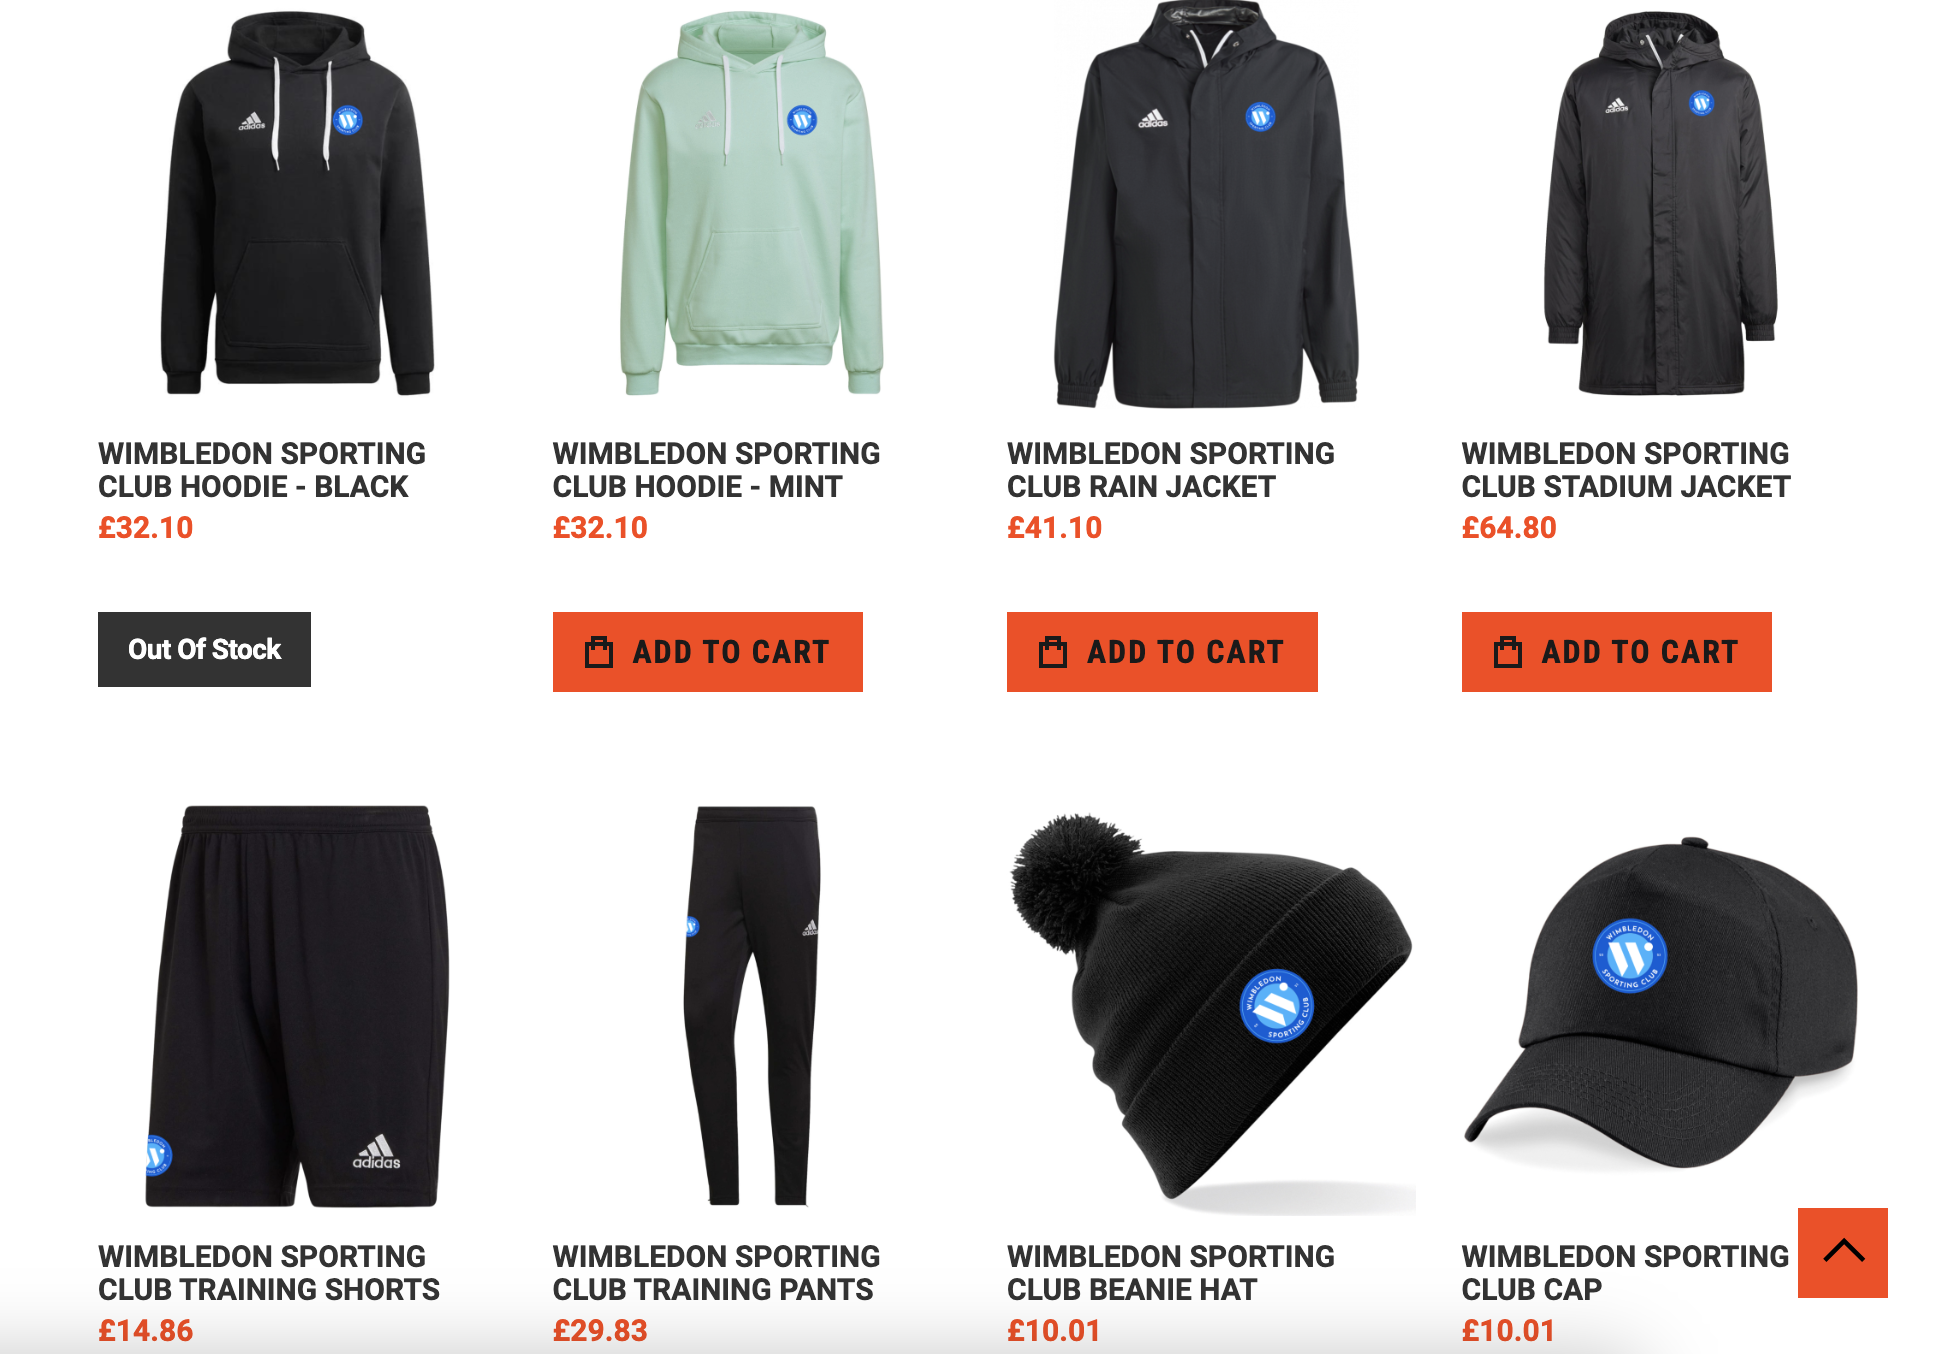 adidas
adidas
adidas
adidas
WIMBLEDON SPORTING
CLUB HOODIE - BLACK
£32.10
WIMBLEDON SPORTING
CLUB HOODIE - MINT
£32.10
WIMBLEDON SPORTING
CLUB RAIN JACKET
£41.10
WIMBLEDON SPORTING
CLUB STADIUM JACKET
£64.80
Out Of Stock
ADD TO CART
ADD TO CART
ADD TO CART
adidas
adidas
WIMBLEDON
SPORTING CLUB
WIMBLEDON
SPORTING CLUB
WIMBLEDON SPORTING
CLUB TRAINING SHORTS
£14.86
WIMBLEDON SPORTING
CLUB TRAINING PANTS
£29.83
WIMBLEDON SPORTING
CLUB BEANIE HAT
£10.01
WIMBLEDON SPORTING
CLUB CAP
£10.01